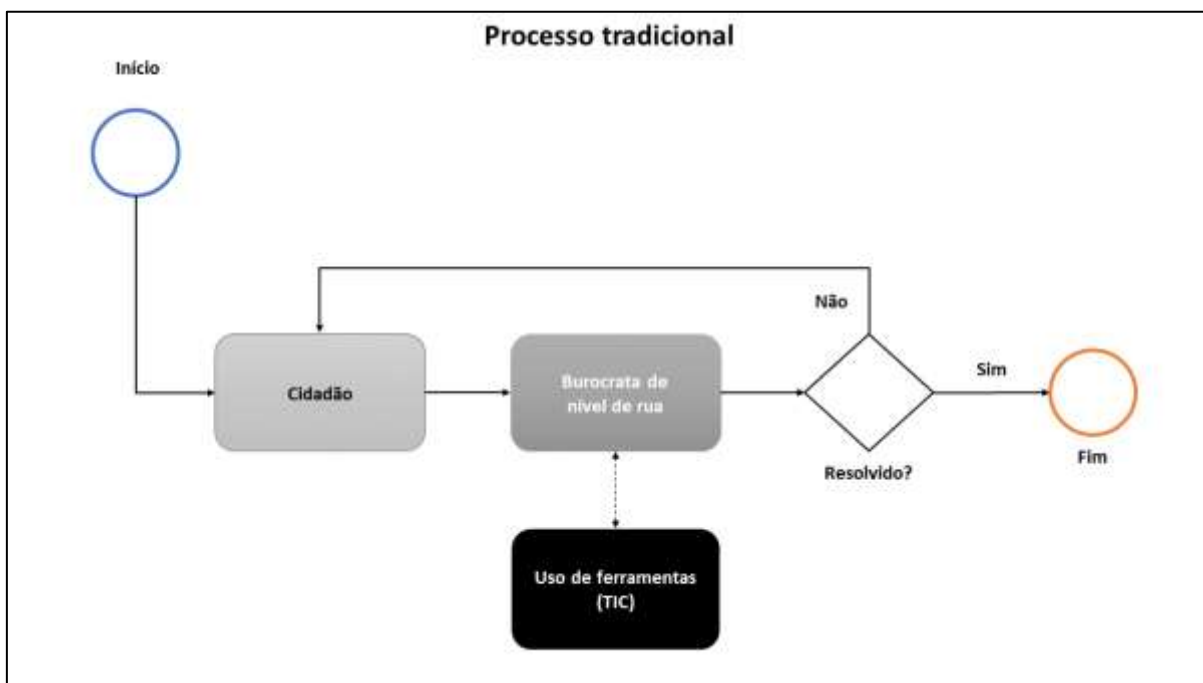 Processo tradicional
Início
Não
Sim
Cidadão
Burocrata de
nível de rua
Resolvido?
Fim
Uso de ferramentas
(TIC)